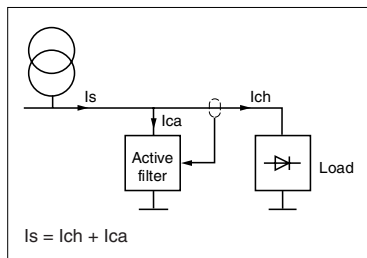 Is
Ich
Ica
Active
filter
Load
Is = Ich + Ica